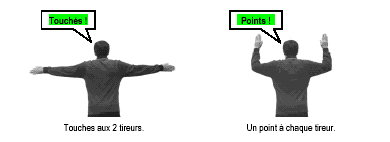 Touchés !
Points !
Touches aux 2 tireurs.
Un point à chaque tireur.